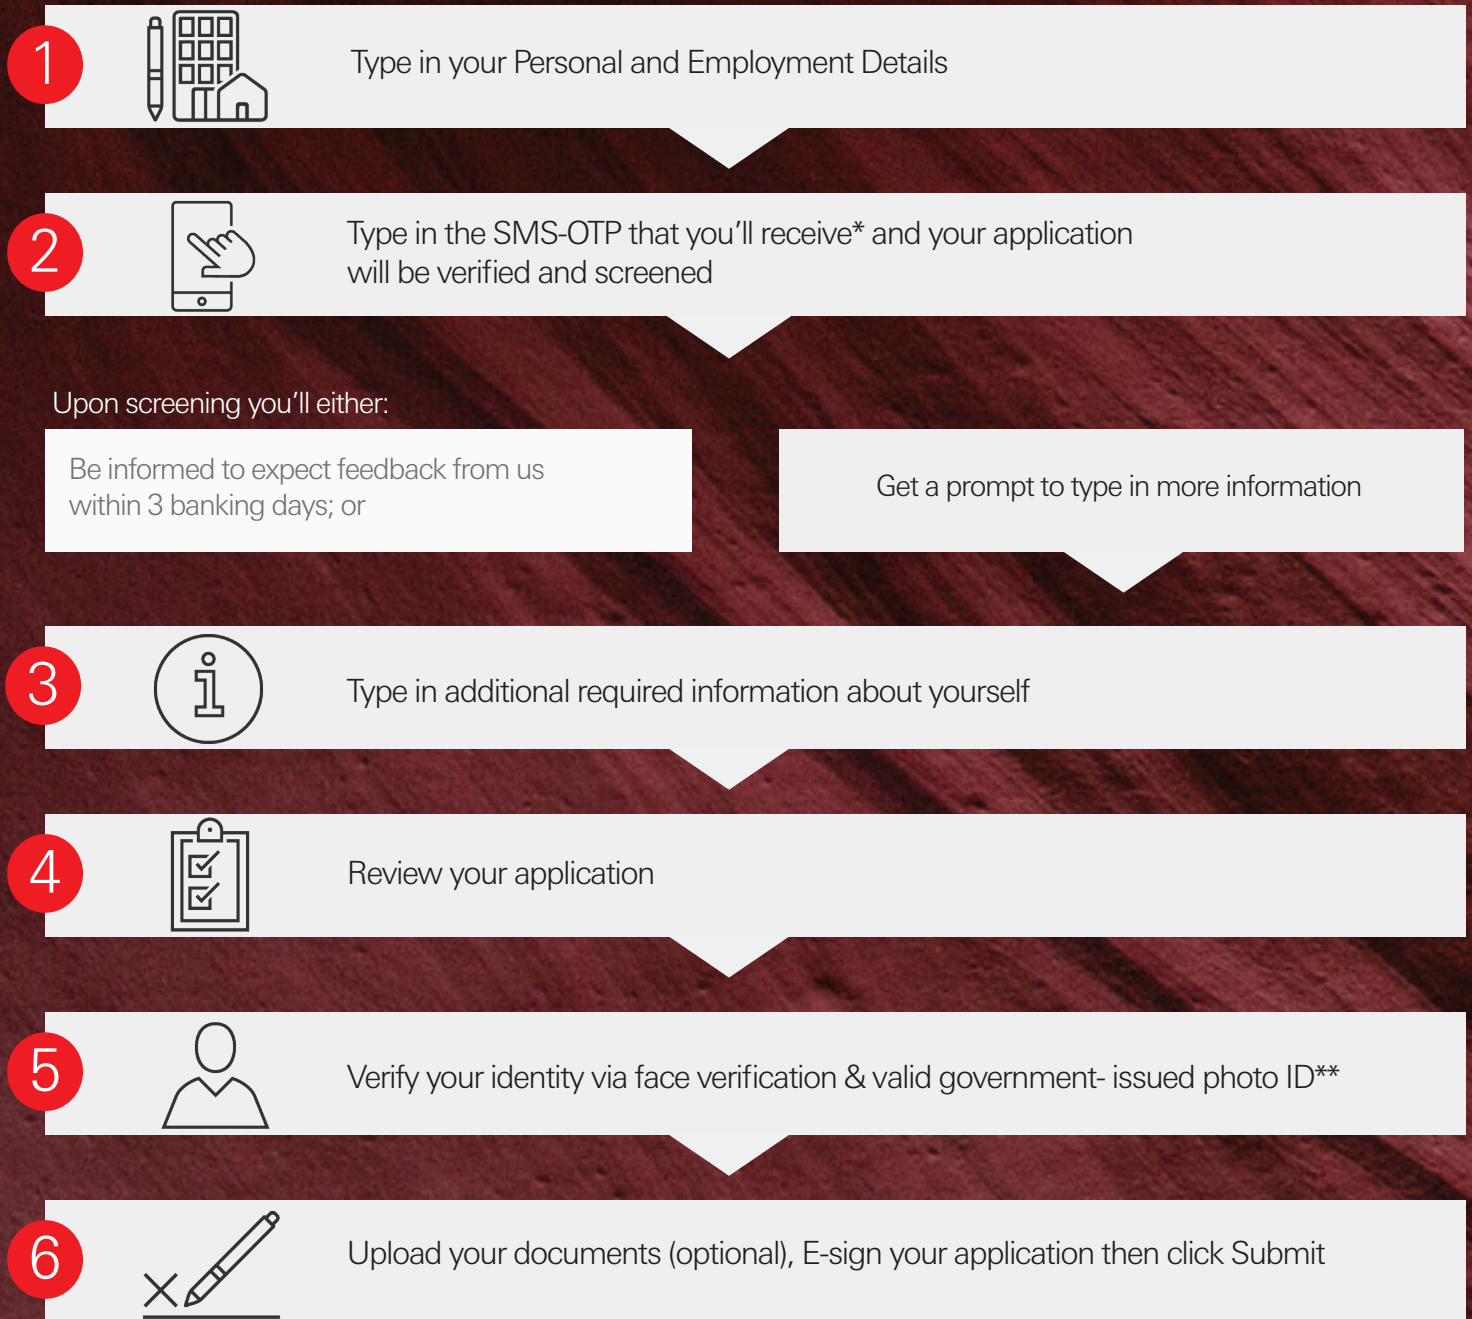 1
Type in your Personal and Employment Details
2
Type in the SMS-OTP that you'll receive* and your application
will be verified and screened
Upon screening you'll either:
Be informed to expect feedback from us
within 3 banking days; or
Get a prompt to type in more information
3
Type in additional required information about yourself
4
Review your application
5
Verify your identity via face verification & valid government- issued photo ID**
6
Upload your documents (optional), E-sign your application then click Submit